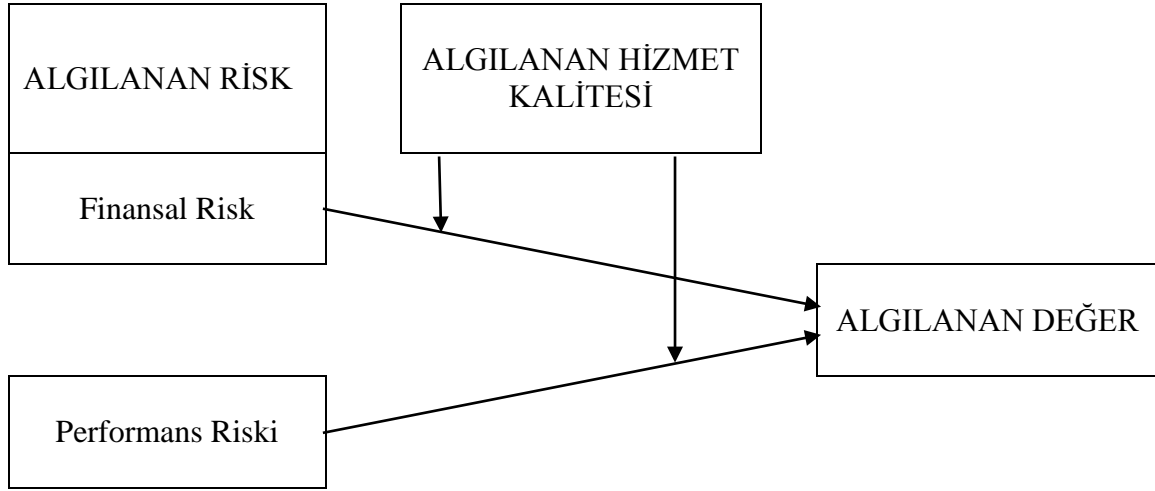 ALGILANAN RİSK
ALGILANAN HİZMET
KALİTESİ
Finansal Risk
ALGILANAN DEĞER
Performans Riski